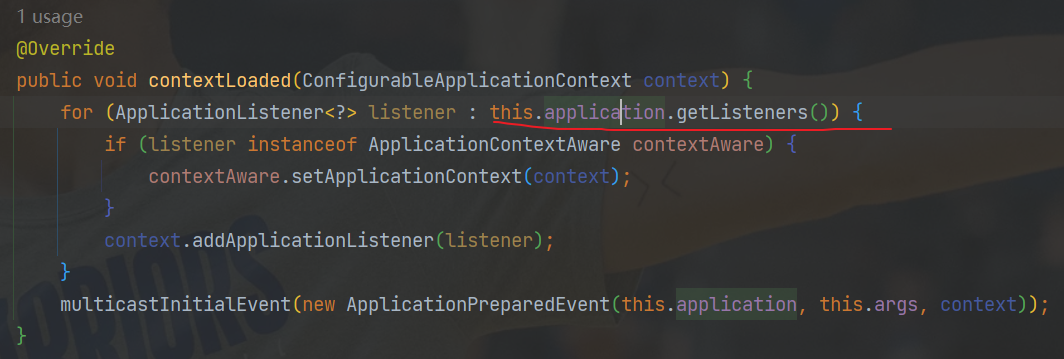 1 usage
@Override
public void contextLoaded(ConfigurableApplicationContext context) {
    for (ApplicationListener<?> listener : this.application.getListeners()) {
        if (listener instanceof ApplicationContextAware contextAware) {
            contextAware.setApplicationContext(context);
        }
        context.addApplicationListener(listener);
    }
    multicastInitialEvent(new ApplicationPreparedEvent(this.application, this.args, context));
}